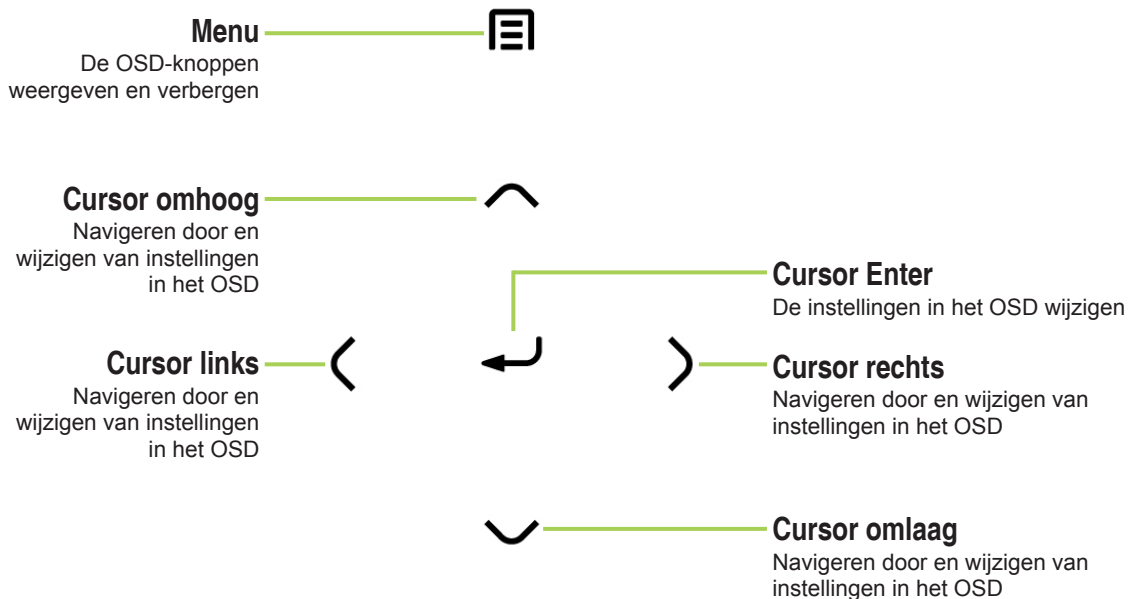 Menu
De OSD-knoppen
weergeven en verbergen
Cursor omhoog
Navigeren door en
wijzigen van instellingen
in het OSD
Cursor Enter
De instellingen in het OSD wijzigen
Cursor links
Navigeren door en
wijzigen van instellingen
in het OSD
Cursor rechts
Navigeren door en wijzigen van
instellingen in het OSD
Cursor omlaag
Navigeren door en wijzigen van
instellingen in het OSD